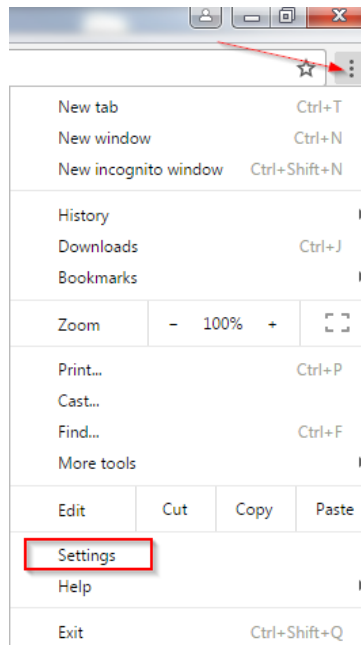 New tab Ctrl+T
New window Ctrl+N
New incognito window Ctrl+Shift+N
History
Downloads Ctrl+J
Bookmarks
Zoom - 100% +
Print... Ctrl+P
Cast...
Find... Ctrl+F
More tools
Edit Cut Copy Paste
Settings
Help
Exit Ctrl+Shift+Q